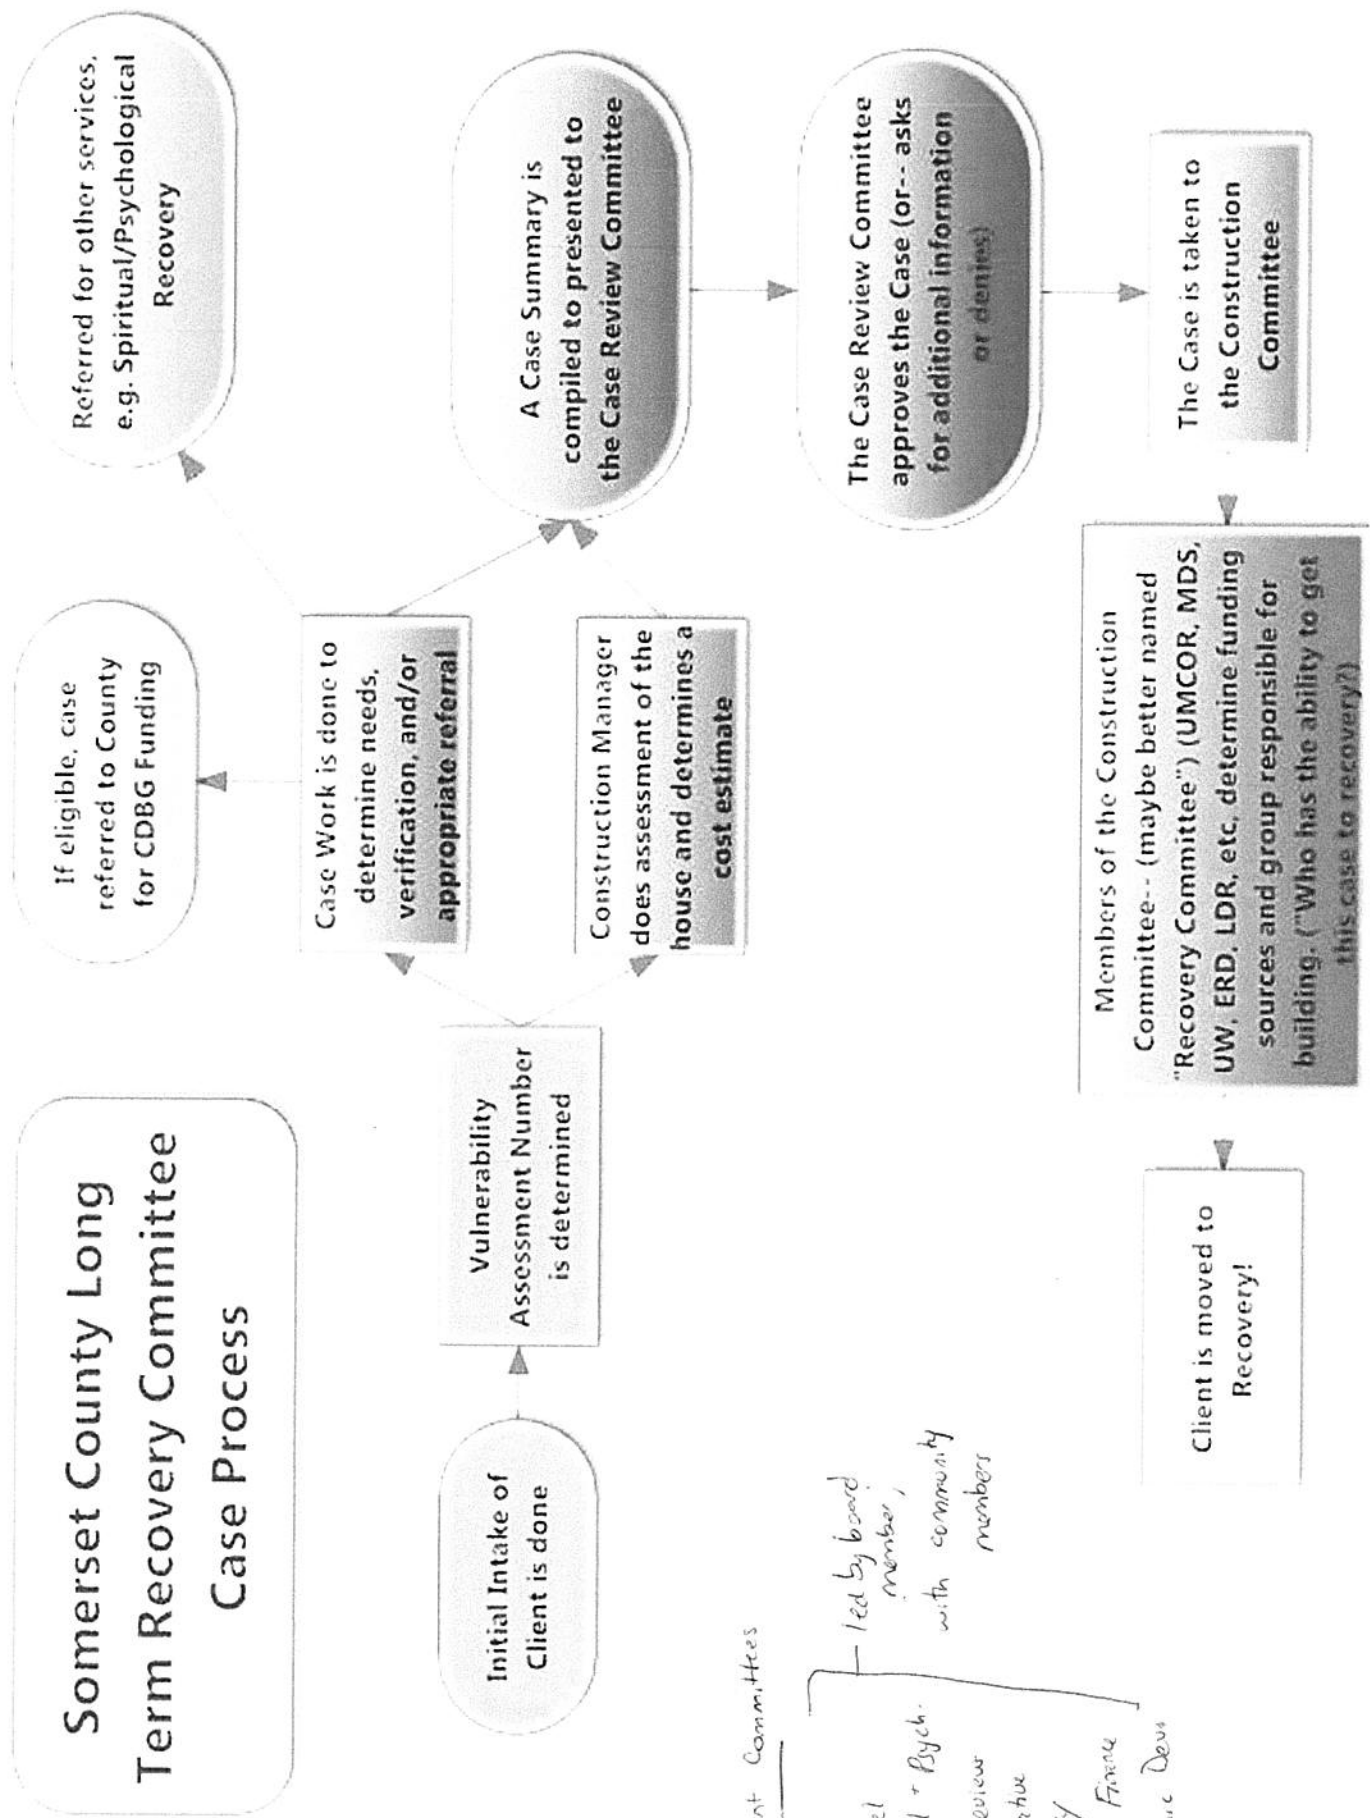 Somerset County Long
Term Recovery Committee
Case Process
If eligible, case
referred to County
for CDBG Funding
Referred for other services,
e.g. Spiritual/Psychological
Recovery
Initial Intake of
Client is done
Vulnerability
Assessment Number
is determined
Case Work is done to
determine needs,
verification, and/or
appropriate referral
Construction Manager
does assessment of the
house and determines a
cost estimate
A Case Summary is
compiled to presented to
the Case Review Committee
The Case Review Committee
approves the Case (or-- asks
for additional information
or denies)
The Case is taken to
the Construction
Committee
Members of the Construction
Committee-- (maybe better named
"Recovery Committee") (UMCOR, MDS,
UW, ERD, LDR, etc, determine funding
sources and group responsible for
building. ("Who has the ability to get
this case to recovery?)
Client is moved to
Recovery!
Committees
+ Psych.
Finance
led by board
member,
with community
members